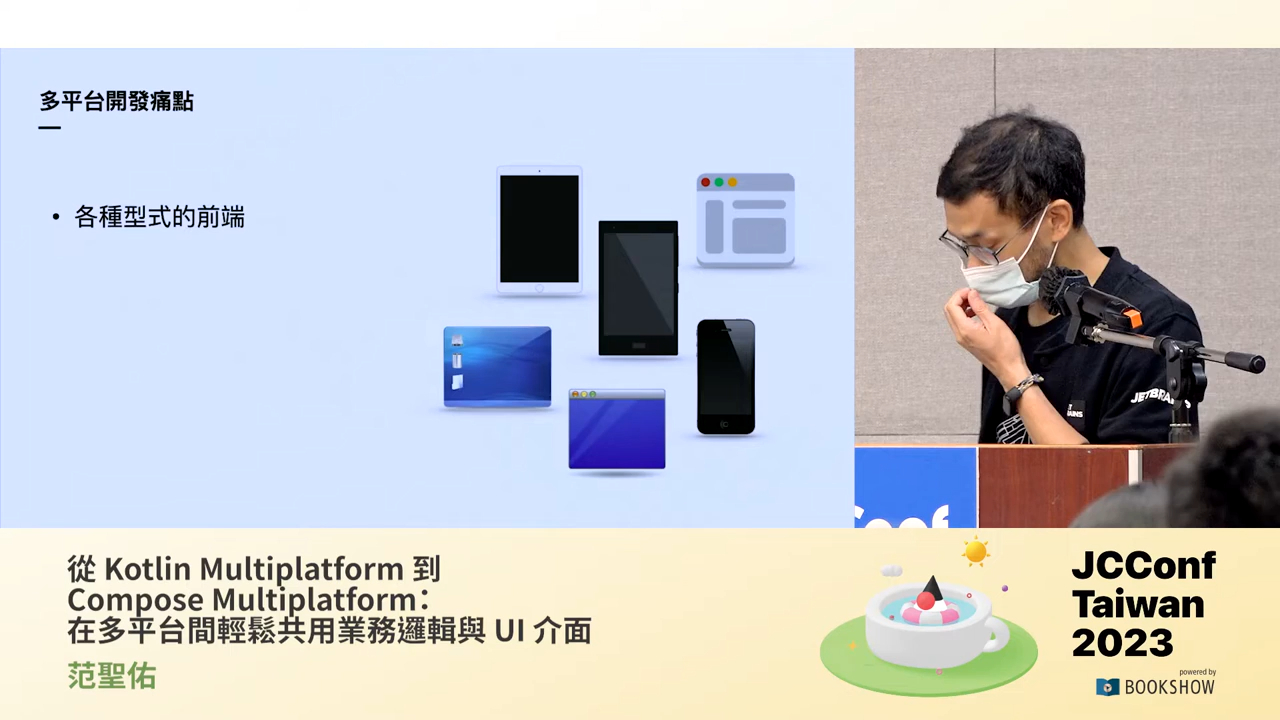 多平台開發痛點
• 各種型式的前端
JETBRA
從 Kotlin Multiplatform 到
Compose Multiplatform：
在多平台間輕鬆共用業務邏輯與 UI 介面
范聖佑
JCConf
Taiwan
2023
powered by
BOOKSHOW